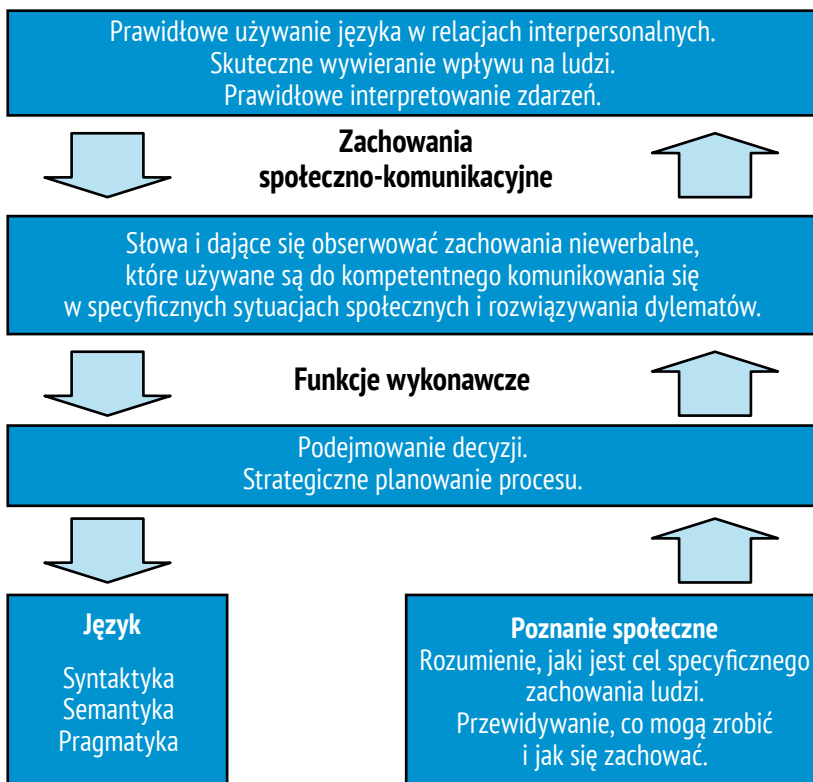 Prawidłowe używanie języka w relacjach interpersonalnych.
Skuteczne wywieranie wpływu na ludzi.
Prawidłowe interpretowanie zdarzeń.
Zachowania
społeczno-komunikacyjne
Słowa i dające się obserwować zachowania niewerbalne,
które używane są do kompetentnego komunikowania się
w specyficznych sytuacjach społecznych i rozwiązywania dylematów.
Funkcje wykonawcze
Podejmowanie decyzji.
Strategiczne planowanie procesu.
Język
Syntaktyka
Semantyka
Pragmatyka
Poznanie społeczne
Rozumienie, jaki jest cel specyficznego
zachowania ludzi.
Przewidywanie, co mogą zrobić
i jak się zachować.